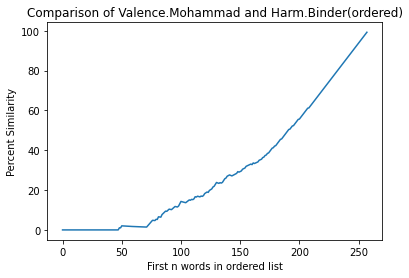 Comparison of Valence.Mohammad and Harm.Binder(ordered)
100
80
60
40
20
0
Percent Similarity
0 50 100 150 200 250
First n words in ordered list